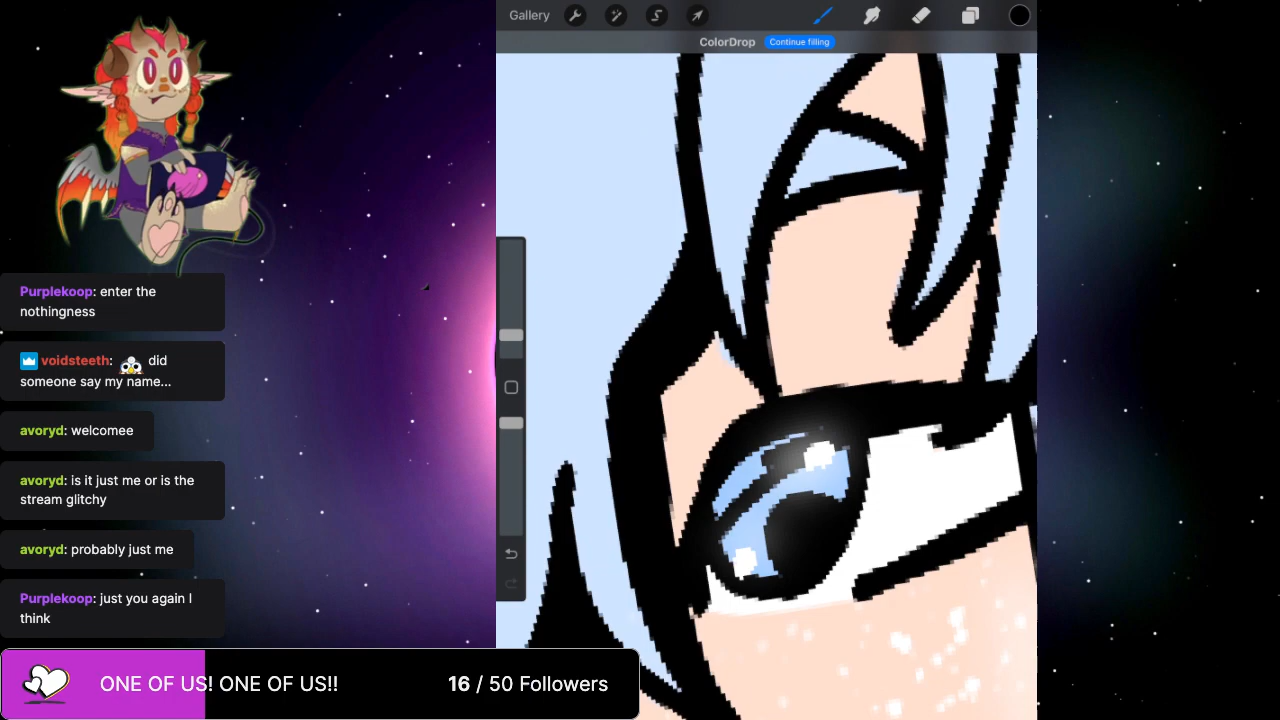 Gallery
ColorDrop Continue filling
Purplekoop: enter the
nothingness
voidsteeth: did
someone say my name...
avoryd: welcomee
avoryd: is it just me or is the
stream glitchy
avoryd: probably just me
Purplekoop: just you again I
think
ONE OF US! ONE OF US!! 16 / 50 Followers